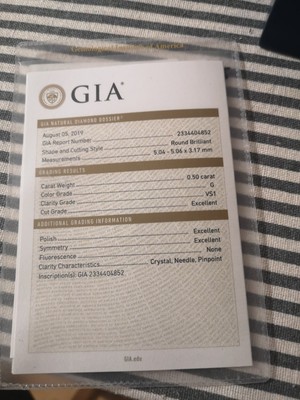 GIA®
GIA NATURAL DIAMOND DOSSIER®
August 05, 2019
GIA Report Number 2336404852
Shape and Cutting Style Round Brilliant
Measurements 5.04 - 5.06 x 3.17 mm
GRADING RESULTS
Carat Weight 0.50 carat
Color Grade G
Clarity Grade VS1
Cut Grade Excellent
ADDITIONAL GRADING INFORMATION
Polish Excellent
Symmetry Excellent
Fluorescence None
Clarity Characteristics Crystal, Needle, Pinpoint
Inscription(s): GIA 2336404852
GIA.edu